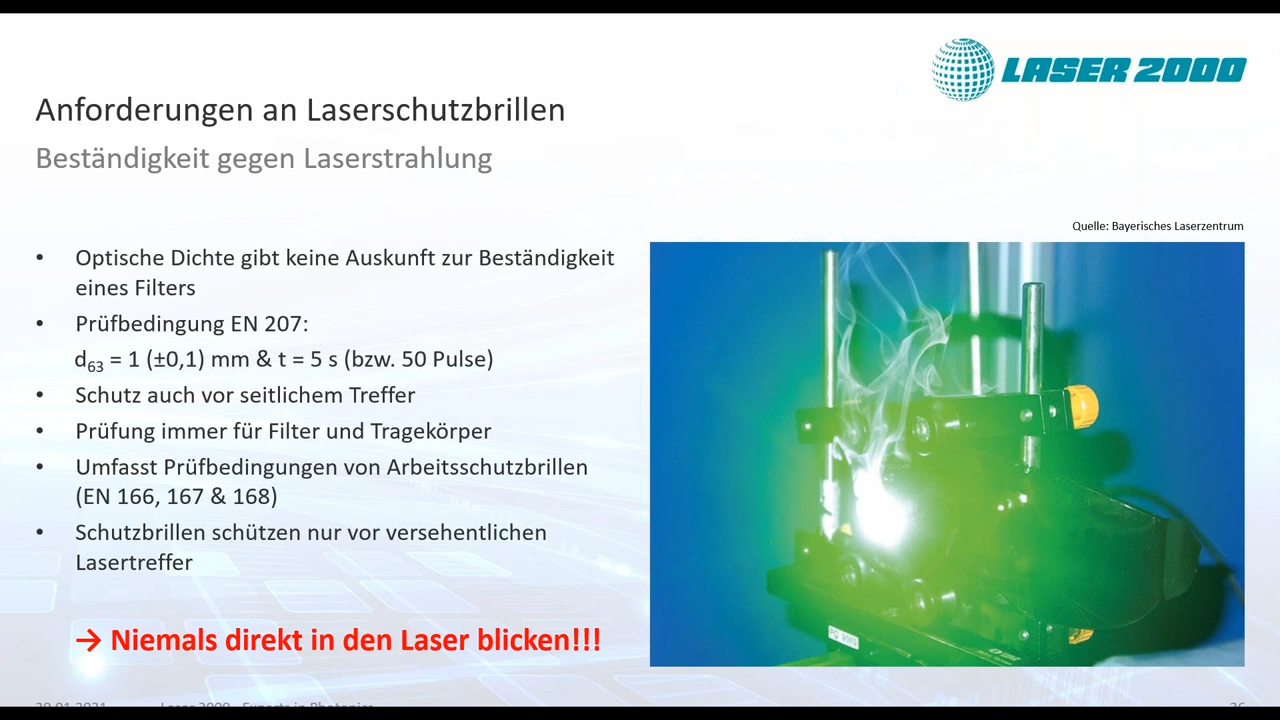 LASER 2000
Anforderungen an Laserschutzbrillen
Beständigkeit gegen Laserstrahlung
Quelle: Bayerisches Laserzentrum
• Optische Dichte gibt keine Auskunft zur Beständigkeit
eines Filters
• Prüfbedingung EN 207:
d63 = 1 (±0,1) mm & t = 5 s (bzw. 50 Pulse)
• Schutz auch vor seitlichem Treffer
• Prüfung immer für Filter und Tragekörper
• Umfasst Prüfbedingungen von Arbeitsschutzbrillen
(EN 166, 167 & 168)
• Schutzbrillen schützen nur vor versehentlichen
Lasertreffer
→ Niemals direkt in den Laser blicken!!!